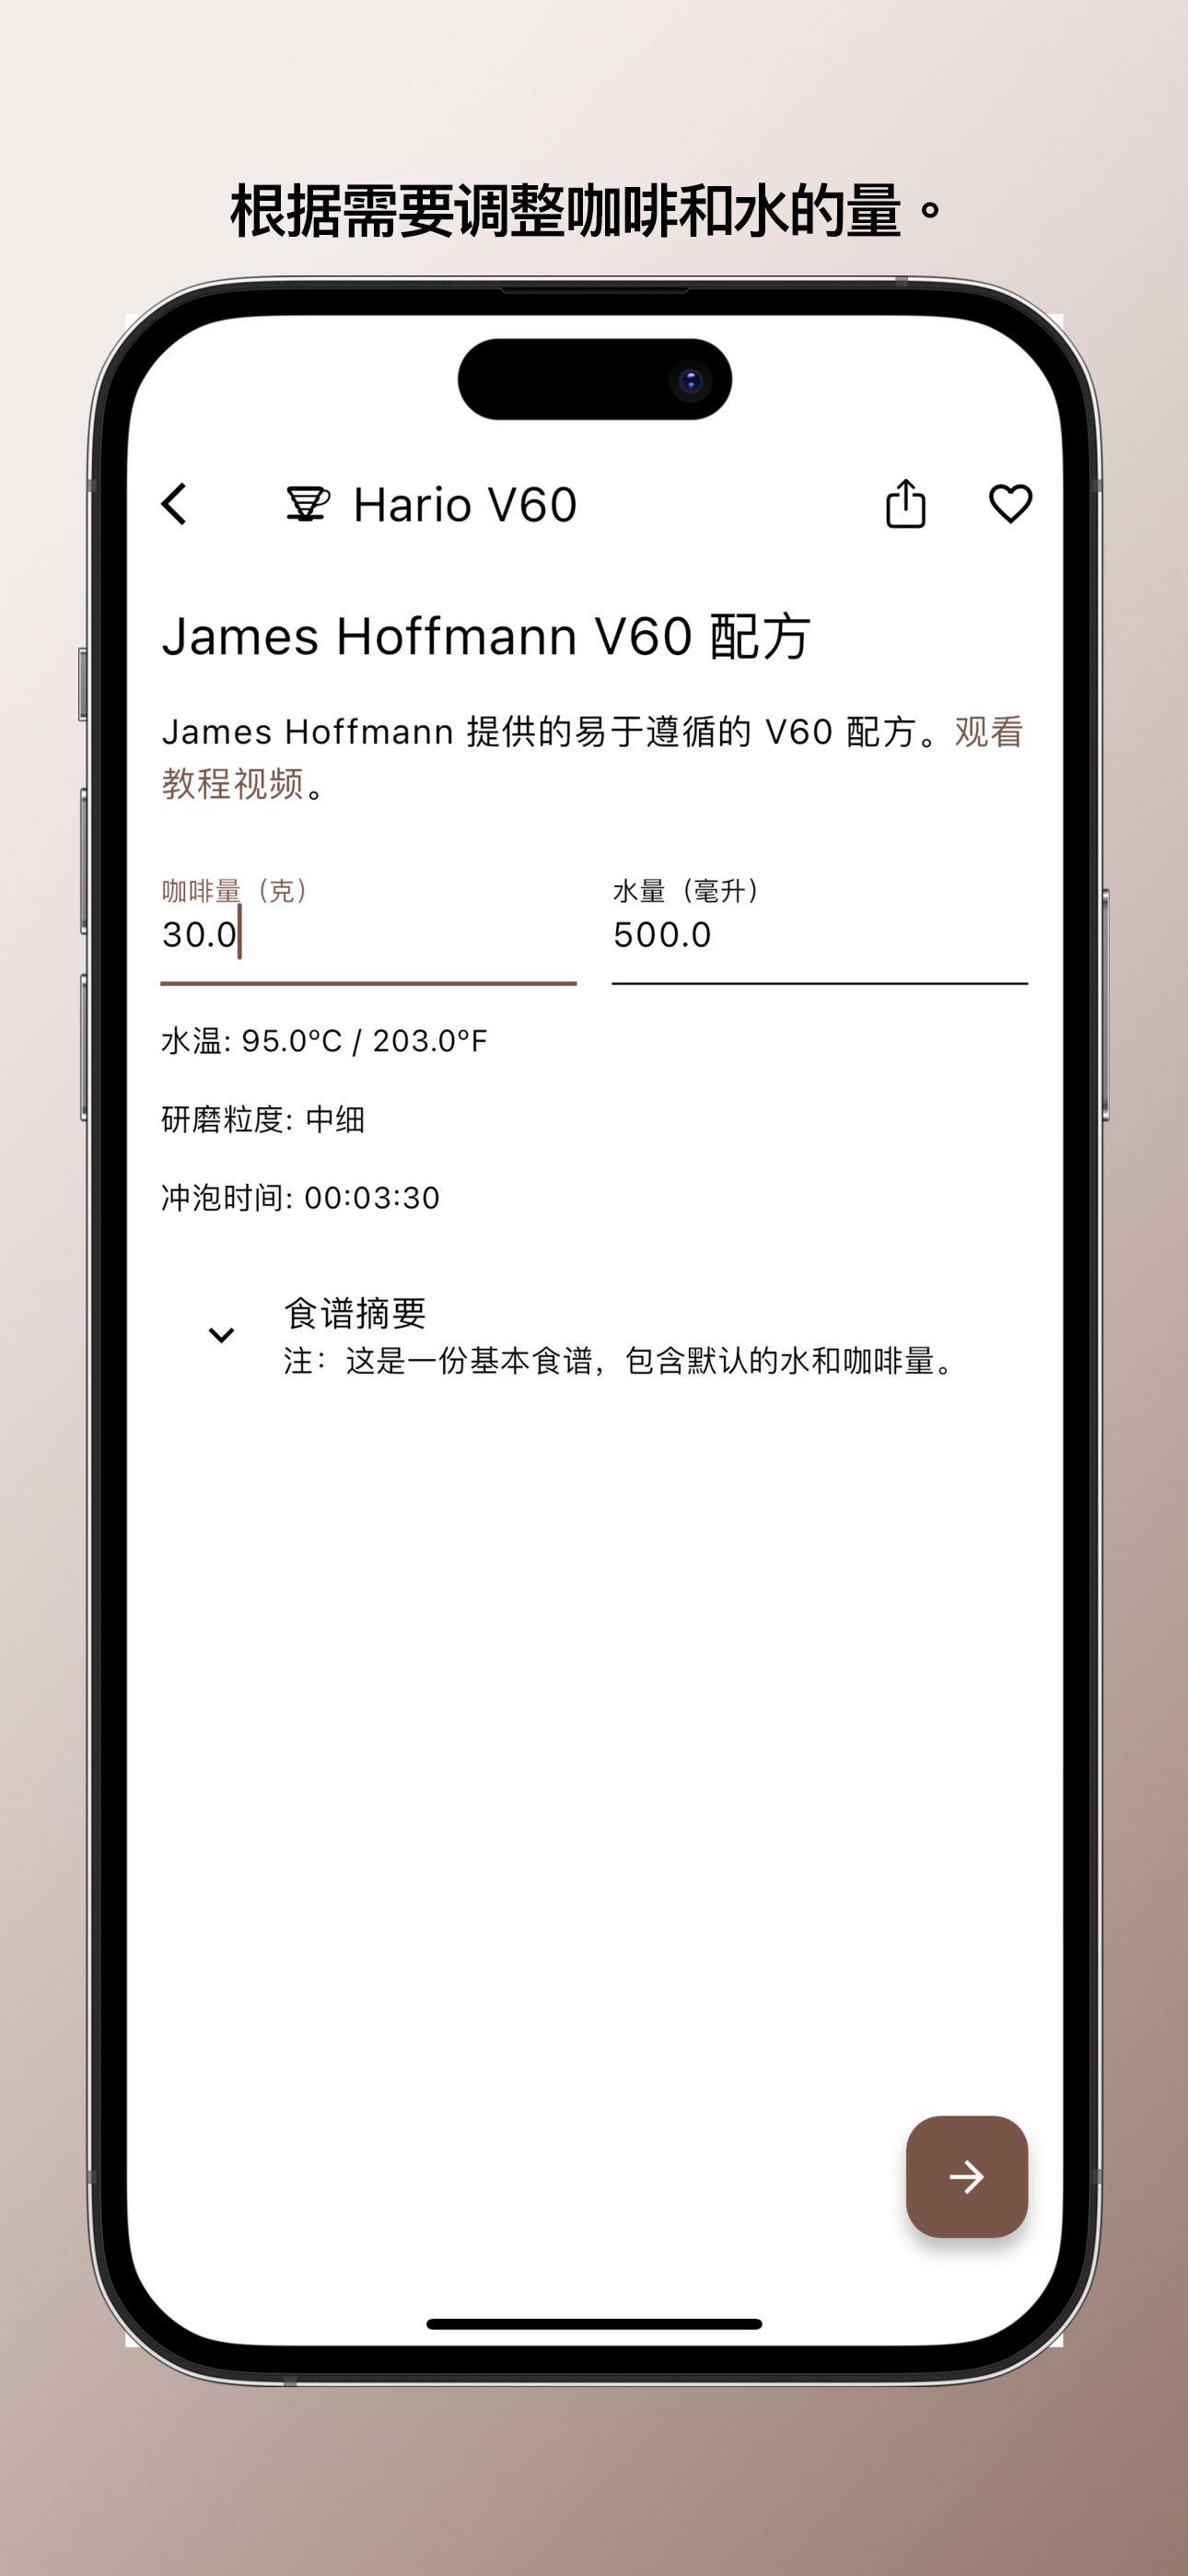 根据需要调整咖啡和水的量。
Hario V60
James Hoffmann V60 配方
James Hoffmann 提供的易于遵循的 V60 配方。观看
教程视频。
咖啡量（克）
30.0
水量（毫升）
500.0
水温: 95.0ºC / 203.0ºF
研磨粒度: 中细
冲泡时间: 00:03:30
食谱摘要
注：这是一份基本食谱，包含默认的水和咖啡量。